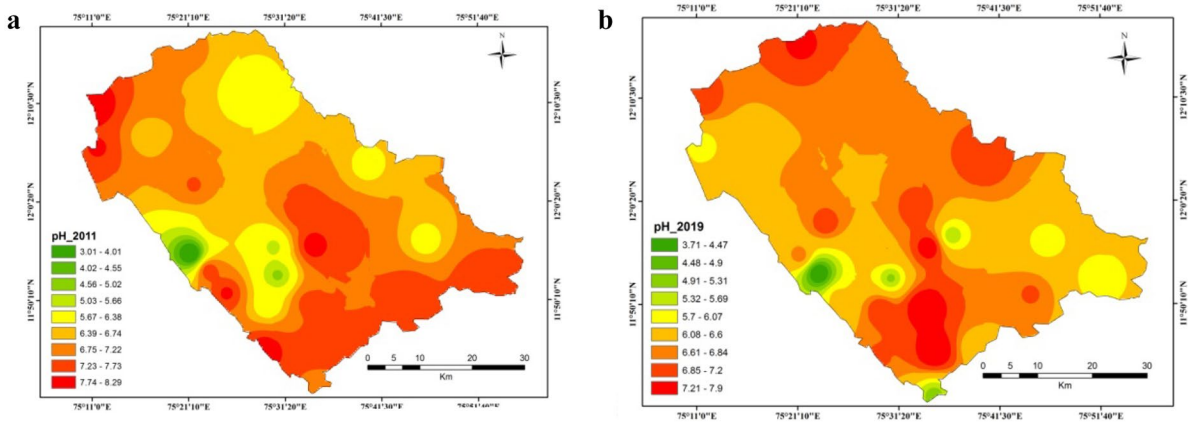 a
75°11'0"E 75°21'10"E 75°31'20"E 75°41'30"E 75°51'40"E
N
12°10'30"N 12°10'30"N
12°0'20"N 12°0'20"N
11°50'10"N 11°50'10"N
pH_2011
3.01 - 4.01
4.02 - 4.55
4.56 - 5.02
5.03 - 5.66
5.67 - 6.38
6.39 - 6.74
6.75 - 7.22
7.23 - 7.73
7.74 - 8.29
0 5 10 20 30
Km
75°11'0"E 75°21'10"E 75°31'20"E 75°41'30"E 75°51'40"E
b
75°11'0"E 75°21'10"E 75°31'20"E 75°41'30"E 75°51'40"E
N
12°10'30"N 12°10'30"N
12°0'20"N 12°0'20"N
11°50'10"N 11°50'10"N
pH_2019
3.71 - 4.47
4.48 - 4.9
4.91 - 5.31
5.32 - 5.69
5.7 - 6.07
6.08 - 6.6
6.61 - 6.84
6.85 - 7.2
7.21 - 7.9
0 5 10 20 30
Km
75°11'0"E 75°21'10"E 75°31'20"E 75°41'30"E 75°51'40"E